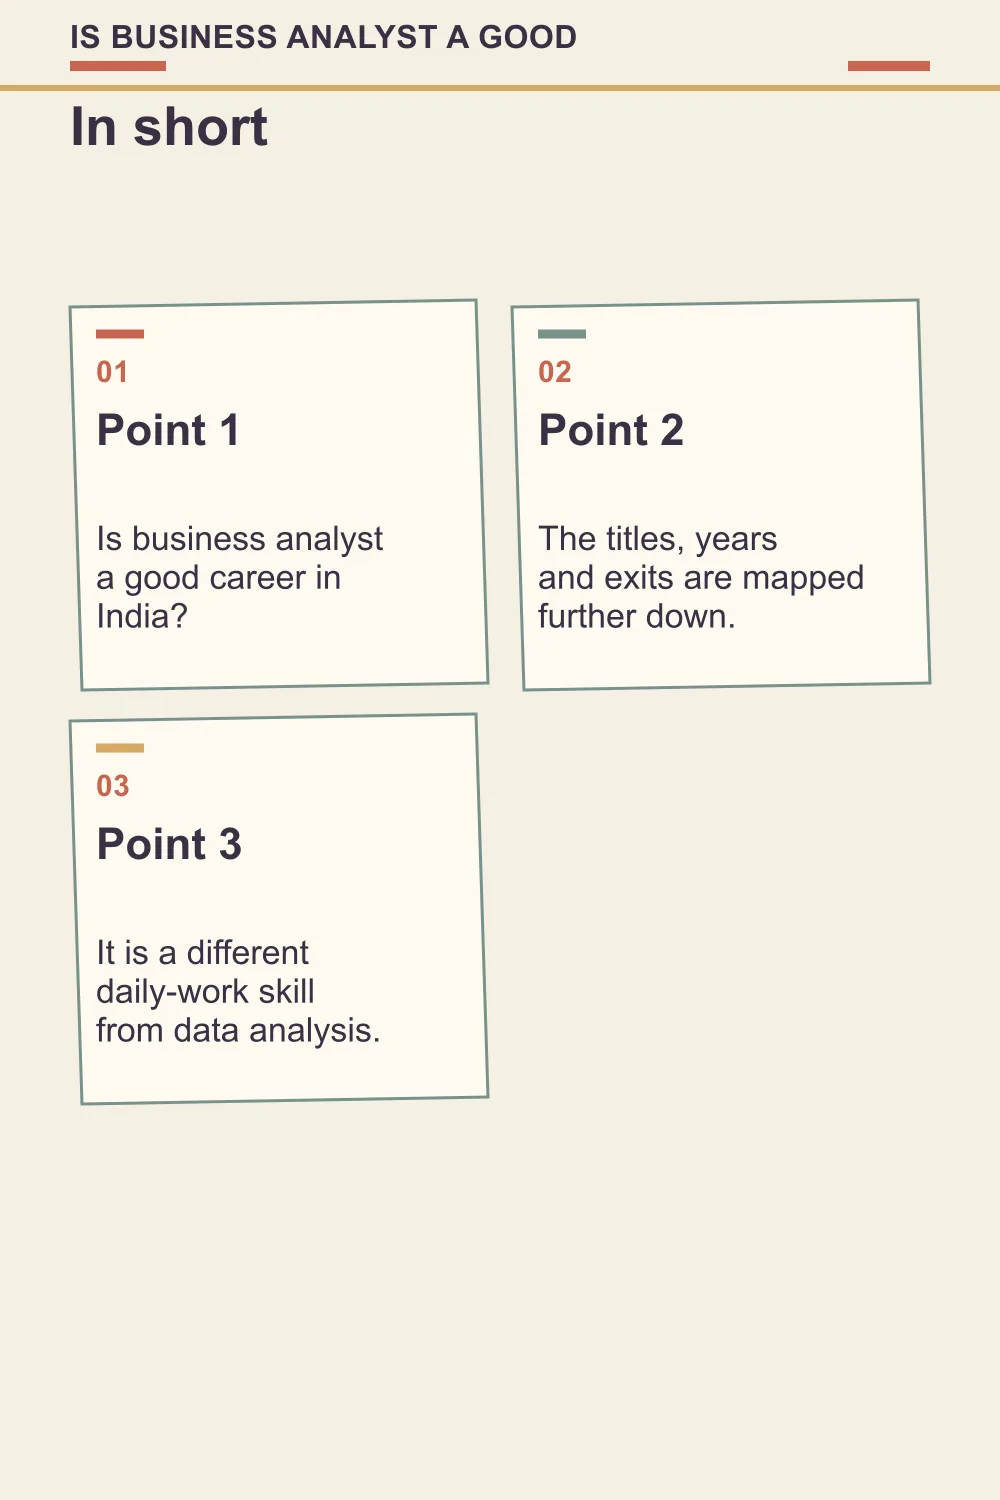 IS BUSINESS ANALYST A GOOD
In short
01
Point 1
Is business analyst
a good career in
India?
02
Point 2
The titles, years
and exits are mapped
further down.
03
Point 3
It is a different
daily-work skill
from data analysis.